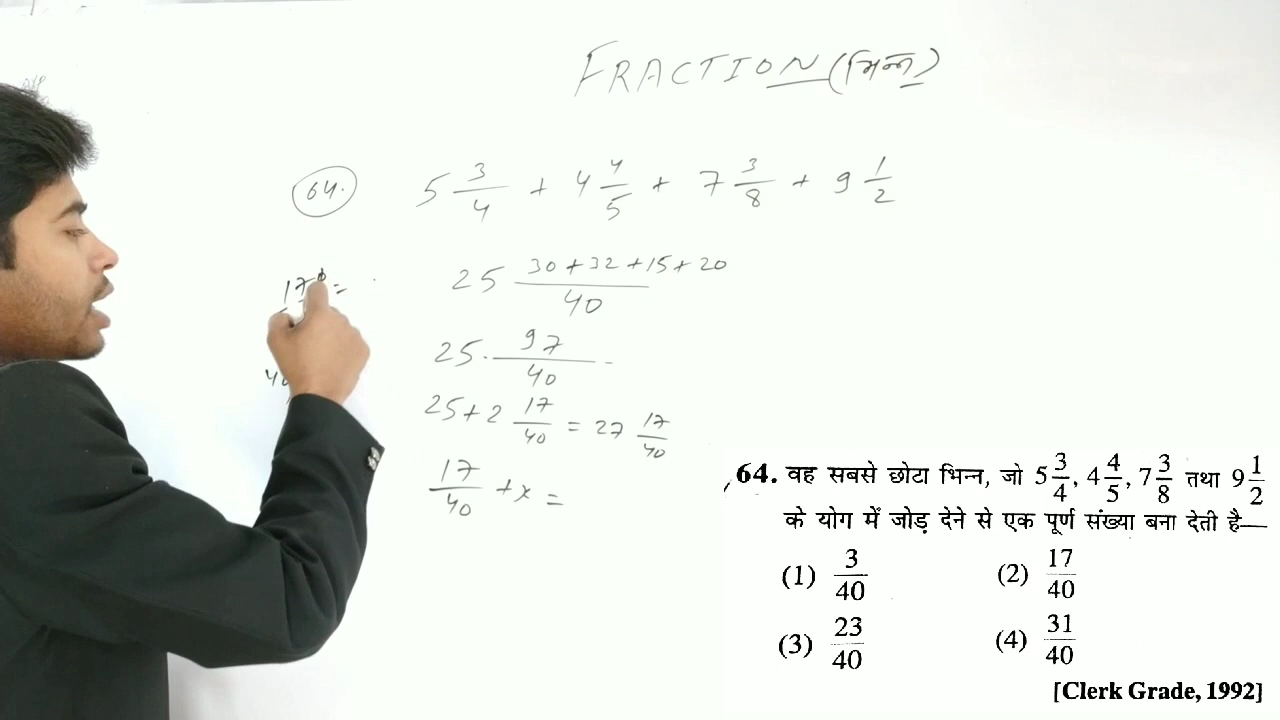 FRACTION (भिन्न)
64. 5 3/4 + 4 4/5 + 7 3/8 + 9 1/2
25 30+32+15+20/40
25. 97/40
25+2 17/40 = 27 17/40
17/40 + x =
17 =
40
64. वह सबसे छोटा भिन्न, जो 5 3/4, 4 4/5, 7 3/8 तथा 9 1/2
के योग में जोड़ देने से एक पूर्ण संख्या बना देती है—
(1) 3/40 (2) 17/40
(3) 23/40 (4) 31/40
[Clerk Grade, 1992]